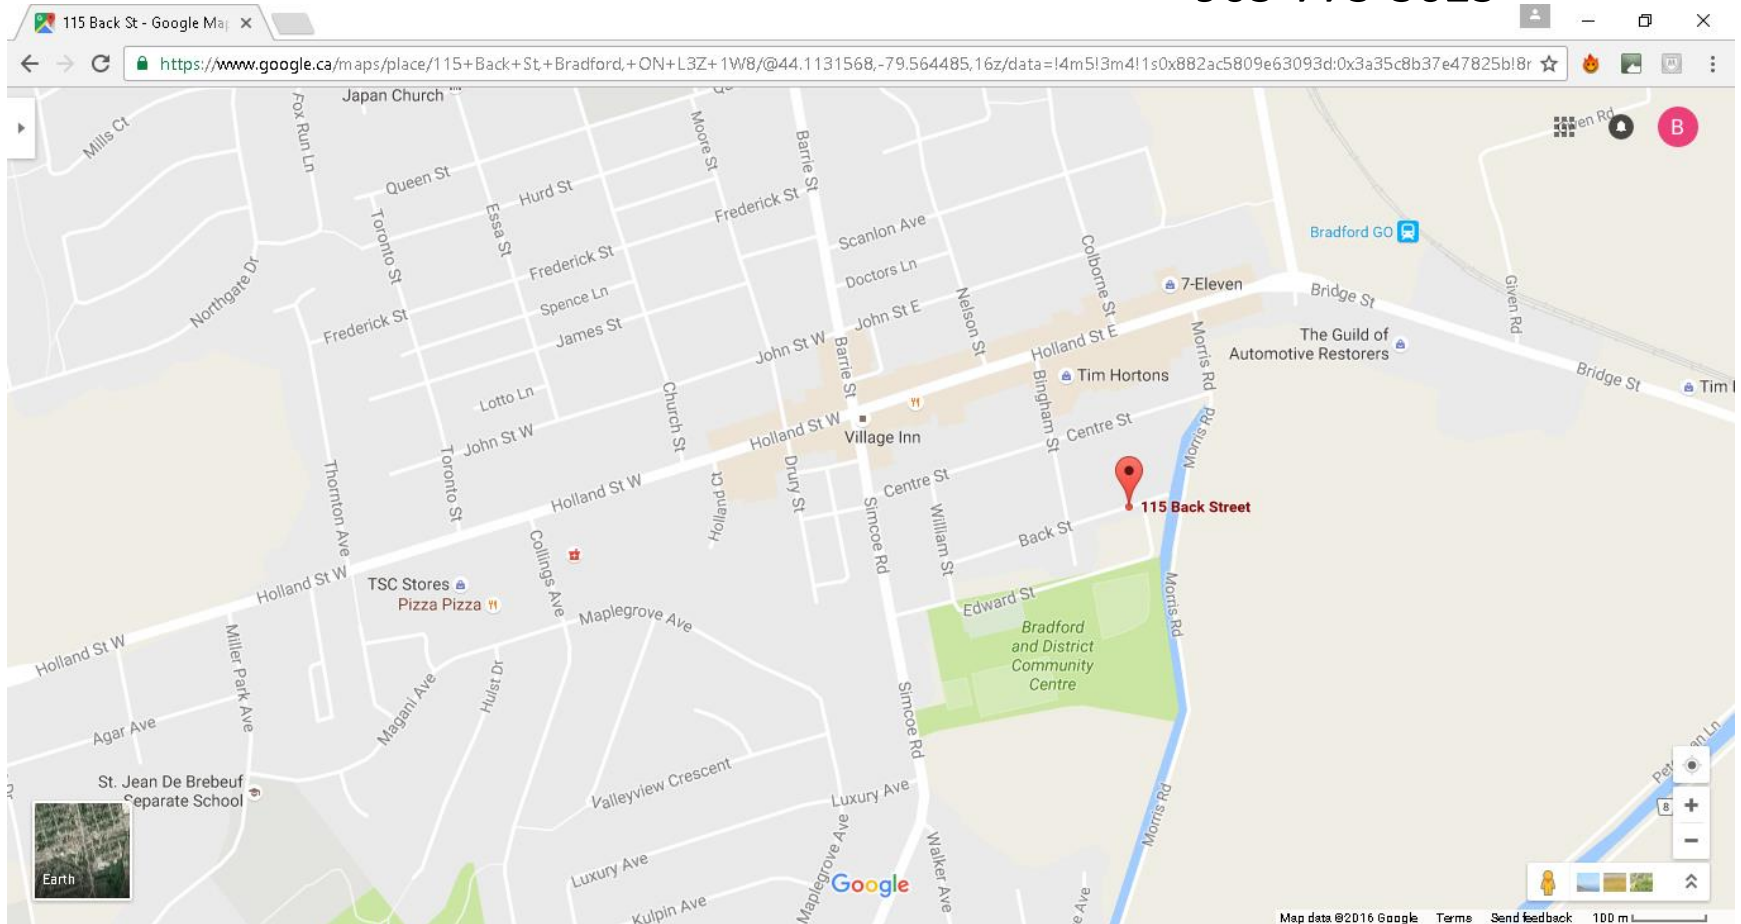 115 Back St - Google Ma
https://www.google.ca/maps/place/115+Back+St,+Bradford,+ON+L3Z+1W8/@44.1131568,-79.564485,16z/data=!4m5!3m4!1s0x882ac5809e63093d:0x3a35c8b37e47825b!8r
Japan Church
B
Mills Ct
Fox Run Ln
Moore St
Barrie St
Queen St
Hurd St
Essa St
Toronto St
Frederick St
Scanlon Ave
Colborne St
Bradford GO
Given Rd
Northgate Dr
Frederick St
Doctors Ln
7-Eleven
Bridge St
Spence Ln
Nelson St
Frederick St
James St
John St E
John St W
Barrie St
Holland St E
Morris Rd
The Guild of
Automotive Restorers
Bridge St
Tim
Tim Hortons
Bingham St
Lotto Ln
Church St
Holland St W
Village Inn
Centre St
Morris Rd
John St W
Toronto St
Thornton Ave
Holland St W
Holland Ct
Drury St
Centre St
Simcoe Rd
William St
115 Back Street
Back St
Collings Ave
Holland St W
TSC Stores
Pizza Pizza
Maplegrove Ave
Edward St
Morris Rd
Bradford
and District
Community
Centre
Holland St W
Miller Park Ave
Magani Ave
Hulst Dr
Simcoe Rd
Agar Ave
St. Jean De Brebeuf
Separate School
Valleyview Crescent
Luxury Ave
Morris Rd
8
Earth
Luxury Ave
Maplegrove Ave
Walker Ave
Google
Kulpin Ave
e Ave
Map data ©2016 Google Terms Send feedback 100 m